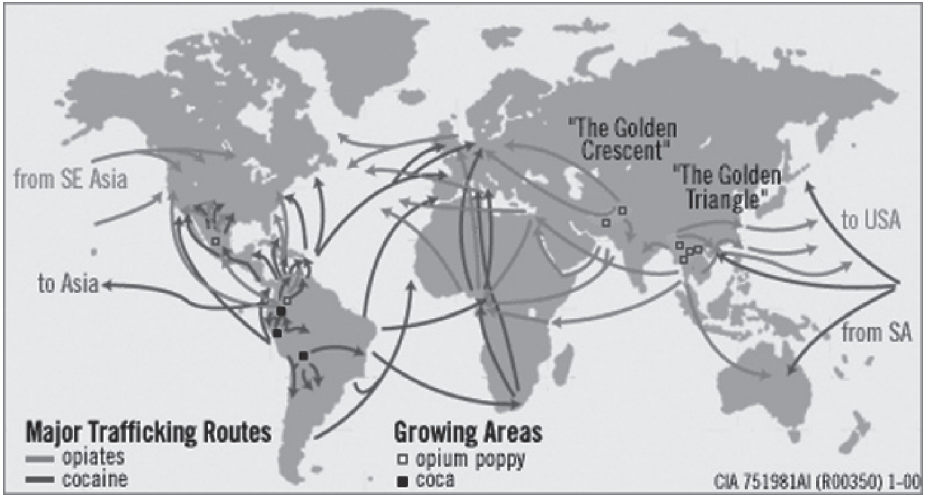 "The Golden
Crescent"
"The Golden
Triangle"
from SE Asia
to USA
to Asia
from SA
Major Trafficking Routes
opiates
cocaine
Growing Areas
opium poppy
coca
CIA 751981AI (R00350) 1-00